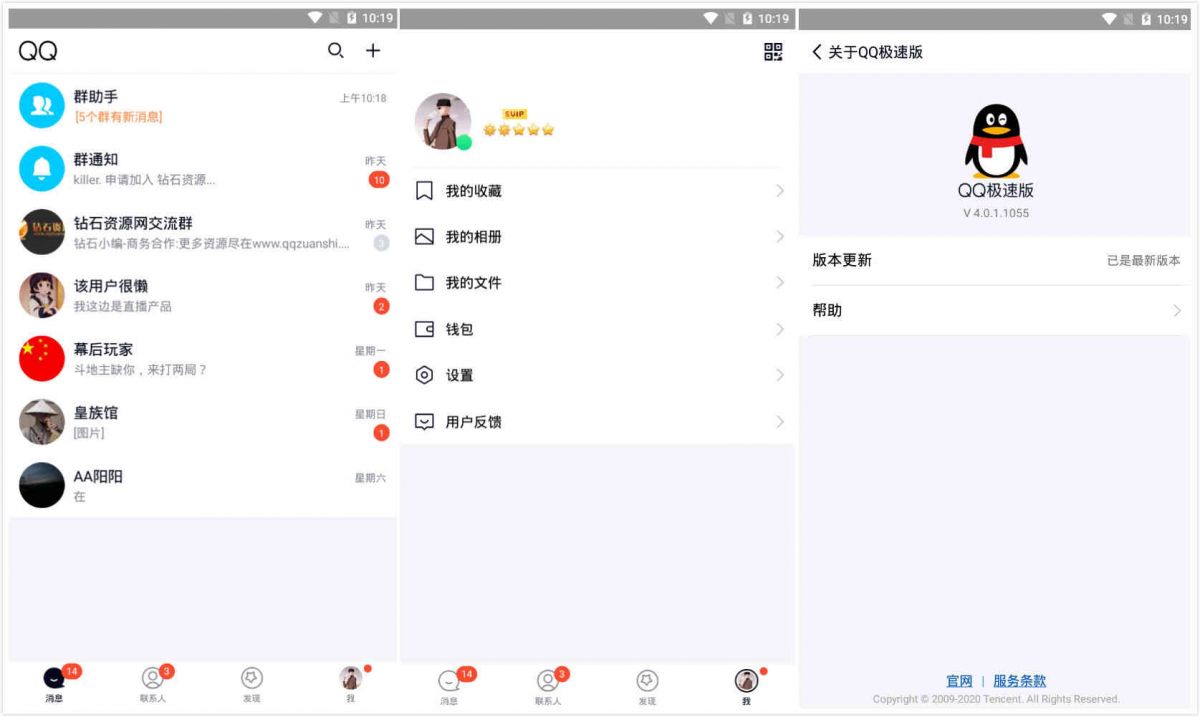 10:19
QQ
群助手
上午10:18
[5个群有新消息]
群通知
昨天
killer. 申请加入 钻石资源...
10
钻石资源网交流群
昨天
钻石小编-商务合作:更多资源尽在www.qqzuanshi....
3
该用户很懒
昨天
我这边是直播产品
2
幕后玩家
星期一
斗地主缺你，来打两局？
1
皇族馆
星期日
[图片]
1
AA阳阳
星期六
在
14
3
消息
联系人
发现
我
10:19
SVIP
我的收藏
我的相册
我的文件
钱包
设置
用户反馈
14
3
消息
联系人
发现
我
10:19
关于QQ极速版
QQ极速版
V 4.0.1.1055
版本更新
已是最新版本
帮助
官网 | 服务条款
Copyright © 2009-2020 Tencent. All Rights Reserved.